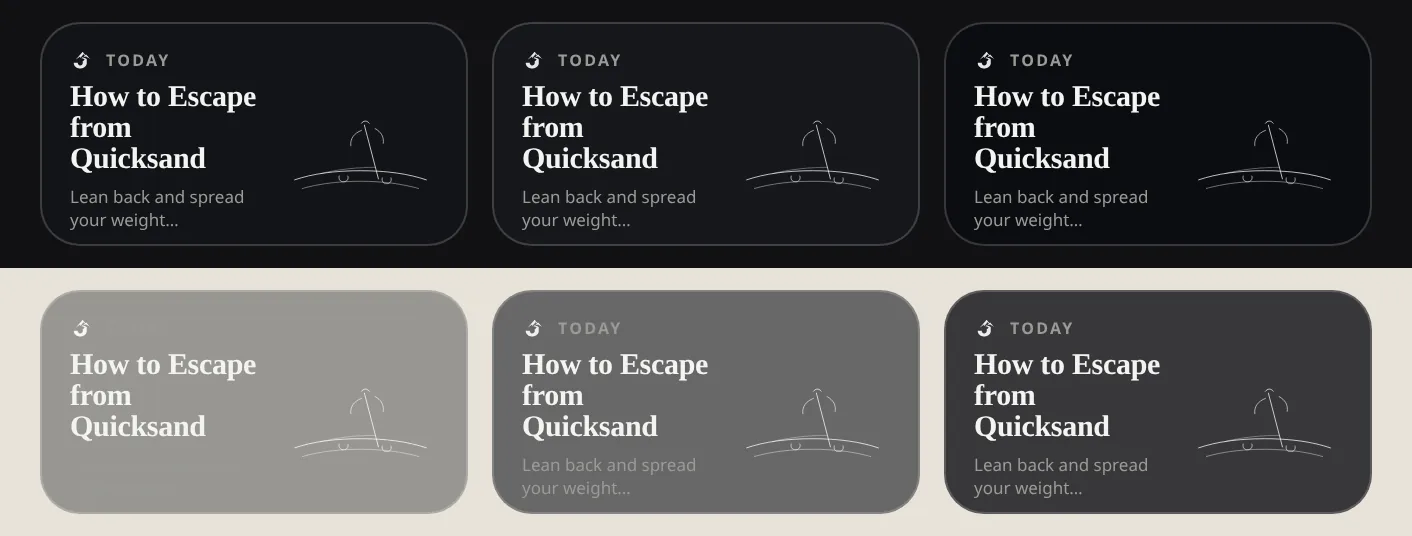 TODAY
How to Escape
from
Quicksand
Lean back and spread
your weight...
TODAY
How to Escape
from
Quicksand
Lean back and spread
your weight...
TODAY
How to Escape
from
Quicksand
Lean back and spread
your weight...
How to Escape
from
Quicksand
TODAY
How to Escape
from
Quicksand
Lean back and spread
your weight...
TODAY
How to Escape
from
Quicksand
Lean back and spread
your weight...